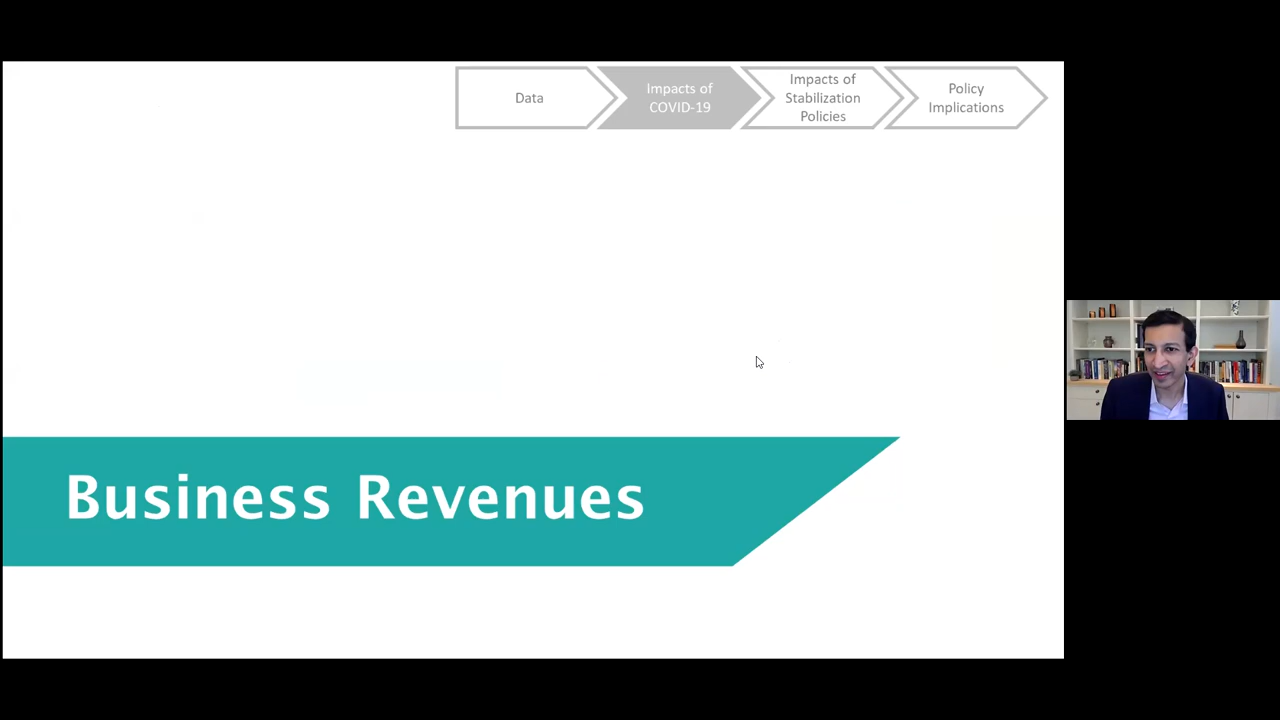 Data
Impacts of
COVID-19
Impacts of
Stabilization
Policies
Policy
Implications
Business Revenues